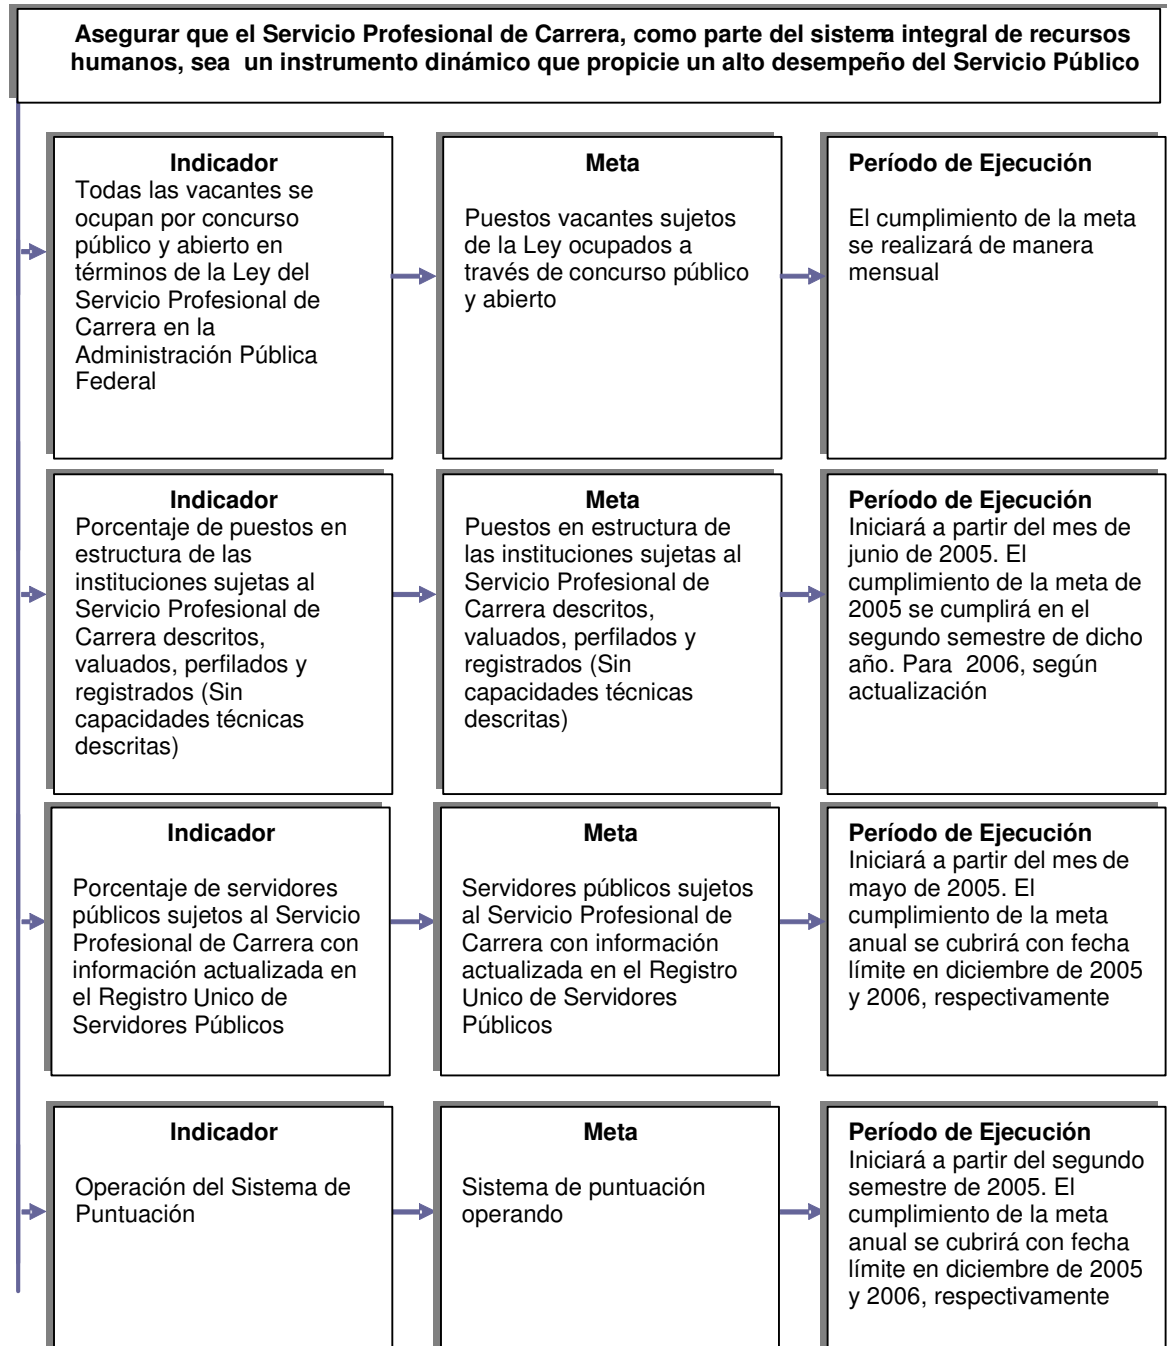 Asegurar que el Servicio Profesional de Carrera, como parte del sistema integral de recursos
humanos, sea un instrumento dinámico que propicie un alto desempeño del Servicio Público
Indicador
Todas las vacantes se
ocupan por concurso
público y abierto en
términos de la Ley del
Servicio Profesional de
Carrera en la
Administración Pública
Federal
Meta
Puestos vacantes sujetos
de la Ley ocupados a
través de concurso público
y abierto
Período de Ejecución
El cumplimiento de la meta
se realizará de manera
mensual
Indicador
Porcentaje de puestos en
estructura de las
instituciones sujetas al
Servicio Profesional de
Carrera descritos,
valuados, perfilados y
registrados (Sin
capacidades técnicas
descritas)
Meta
Puestos en estructura de
las instituciones sujetas al
Servicio Profesional de
Carrera descritos,
valuados, perfilados y
registrados (Sin
capacidades técnicas
descritas)
Período de Ejecución
Iniciará a partir del mes de
junio de 2005. El
cumplimiento de la meta de
2005 se cumplirá en el
segundo semestre de dicho
año. Para 2006, según
actualización
Indicador
Porcentaje de servidores
públicos sujetos al Servicio
Profesional de Carrera con
información actualizada en
el Registro Unico de
Servidores Públicos
Meta
Servidores públicos sujetos
al Servicio Profesional de
Carrera con información
actualizada en el Registro
Unico de Servidores
Públicos
Período de Ejecución
Iniciará a partir del mes de
mayo de 2005. El
cumplimiento de la meta
anual se cubrirá con fecha
límite en diciembre de 2005
y 2006, respectivamente
Indicador
Operación del Sistema de
Puntuación
Meta
Sistema de puntuación
operando
Período de Ejecución
Iniciará a partir del segundo
semestre de 2005. El
cumplimiento de la meta
anual se cubrirá con fecha
límite en diciembre de 2005
y 2006, respectivamente